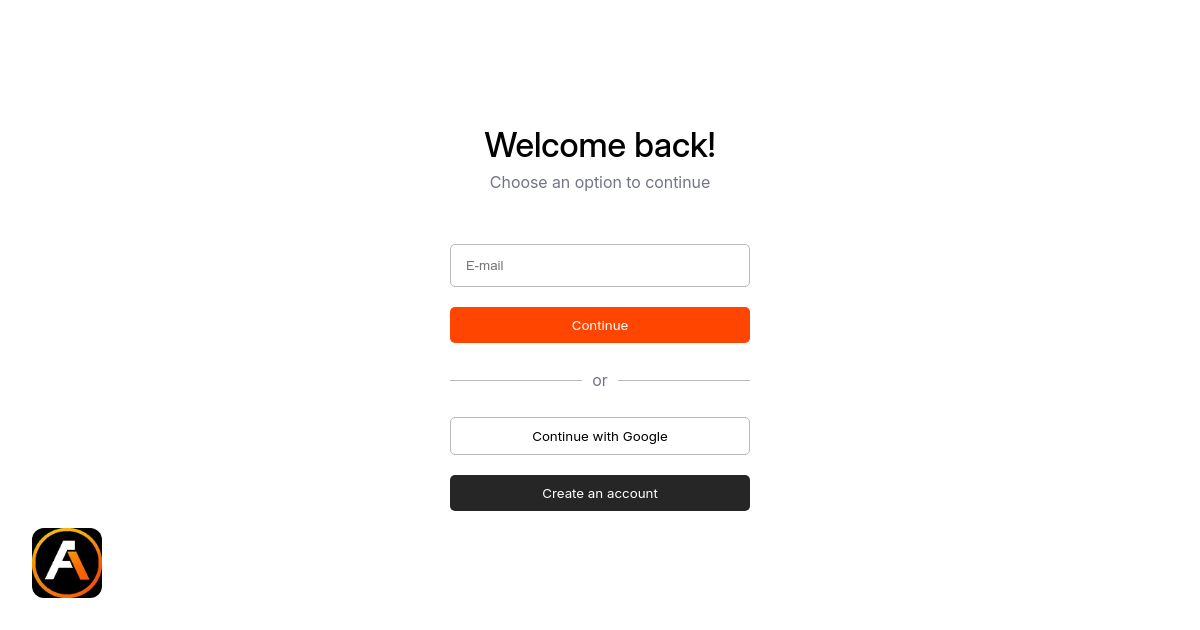 Welcome back!
Choose an option to continue
E-mail
Continue
or
Continue with Google
Create an account